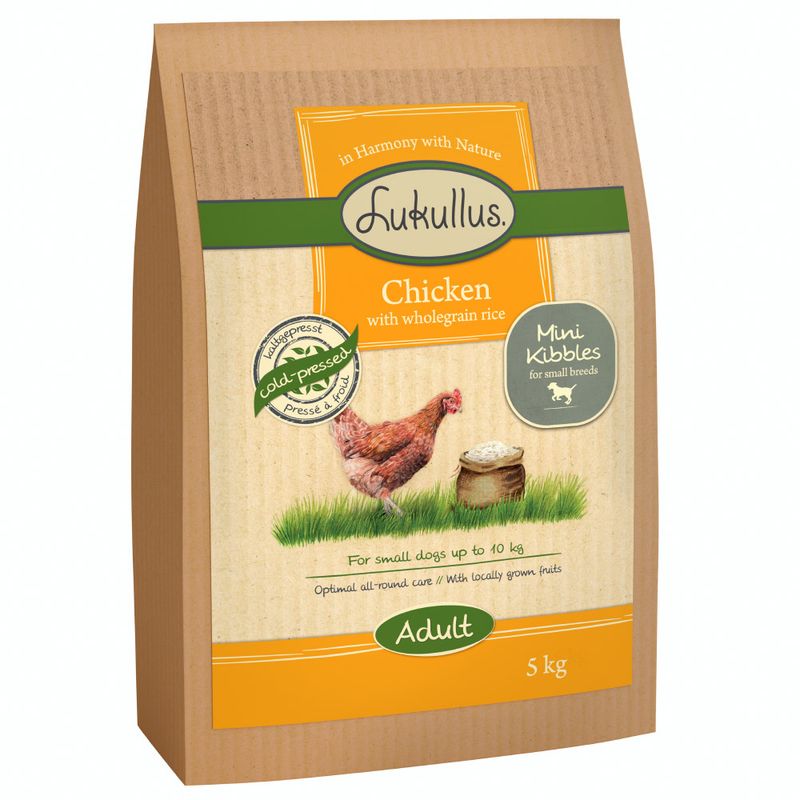 in Harmony with Nature
Lukullus.
Chicken
with wholegrain rice
kaltgepresst
cold-pressed
pressé à froid
Mini
Kibbles
for small breeds
For small dogs up to 10 kg
Optimal all-round care // With locally grown fruits
Adult
5 kg